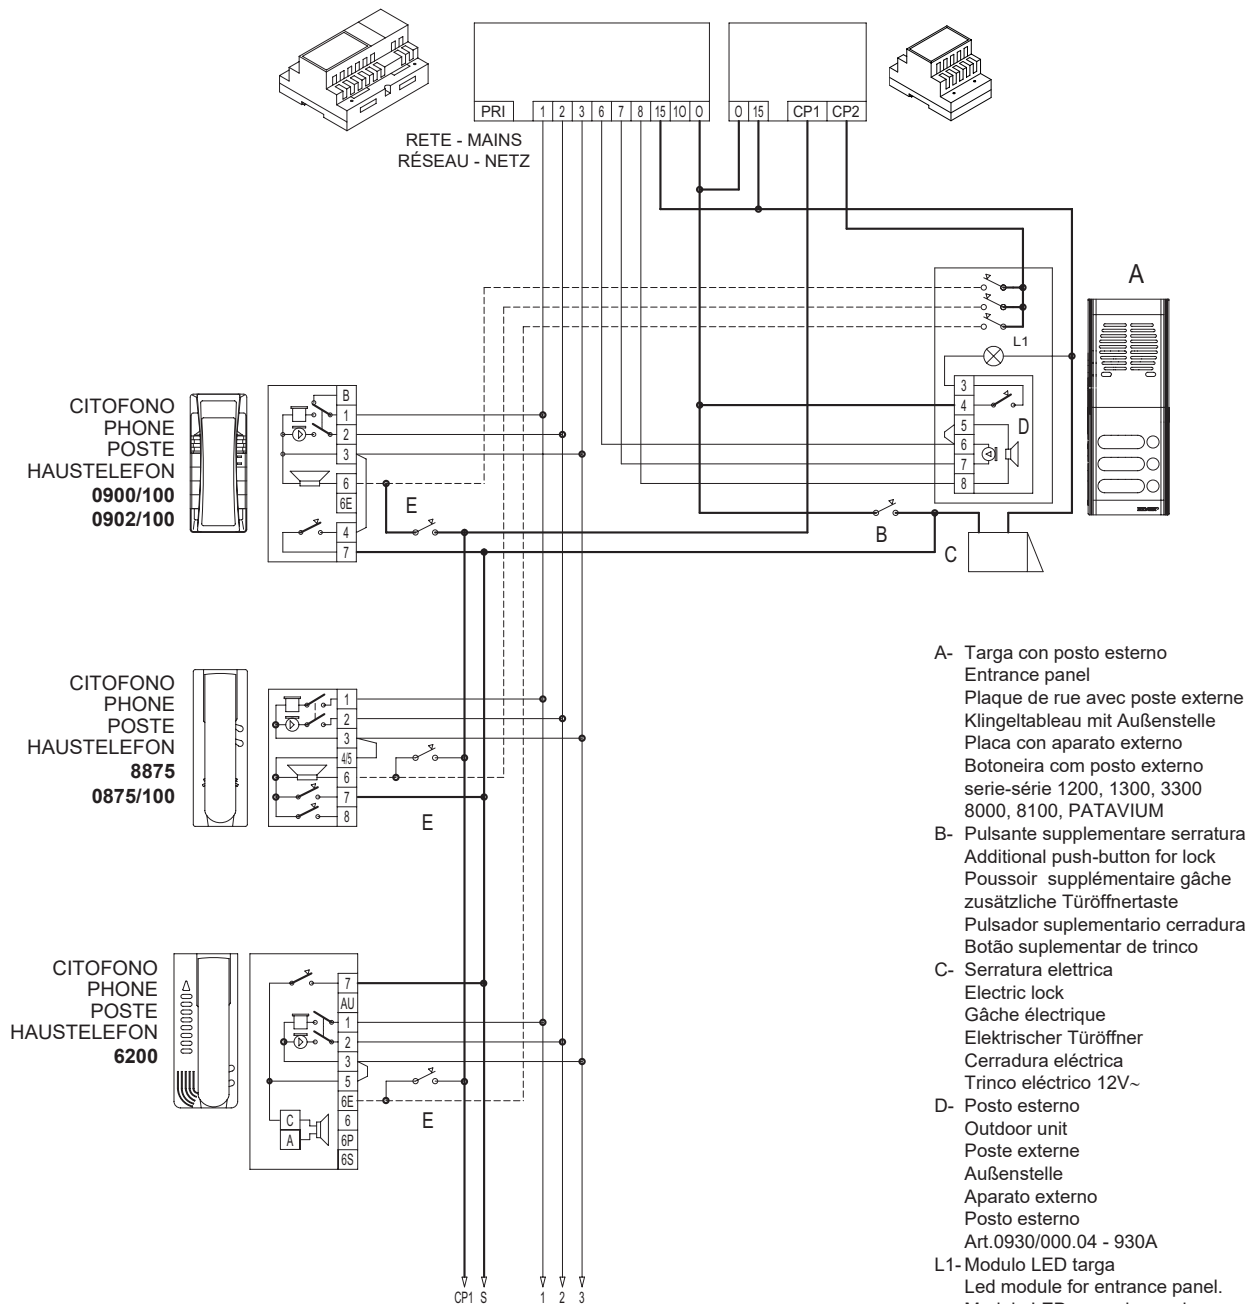 PRI 1 2 3 6 7 8 15 10 0
0 15 CP1 CP2
RETE - MAINS
RÉSEAU - NETZ
A
L1
3
4
5
6
7
8
D
B
C
CITOFONO
PHONE
POSTE
HAUSTELEFON
0900/100
0902/100
B
1
2
3
6
6E
4
7
E
CITOFONO
PHONE
POSTE
HAUSTELEFON
8875
0875/100
1
2
3
4/5
6
7
8
E
CITOFONO
PHONE
POSTE
HAUSTELEFON
6200
7
AU
1
2
3
5
6E
6
6P
6S
C
A
E
CP1 S 1 2 3
A- Targa con posto esterno
Entrance panel
Plaque de rue avec poste externe
Klingeltableau mit Außenstelle
Placa con aparato externo
Botoneira com posto externo
serie-série 1200, 1300, 3300
8000, 8100, PATAVIUM
B- Pulsante supplementare serratura
Additional push-button for lock
Poussoir supplémentaire gâche
zusätzliche Türöffnertaste
Pulsador suplementario cerradura
Botão suplementar de trinco
C- Serratura elettrica
Electric lock
Gâche électrique
Elektrischer Türöffner
Cerradura eléctrica
Trinco eléctrico 12V~
D- Posto esterno
Outdoor unit
Poste externe
Außenstelle
Aparato externo
Posto esterno
Art.0930/000.04 - 930A
L1- Modulo LED targa
Led module for entrance panel.